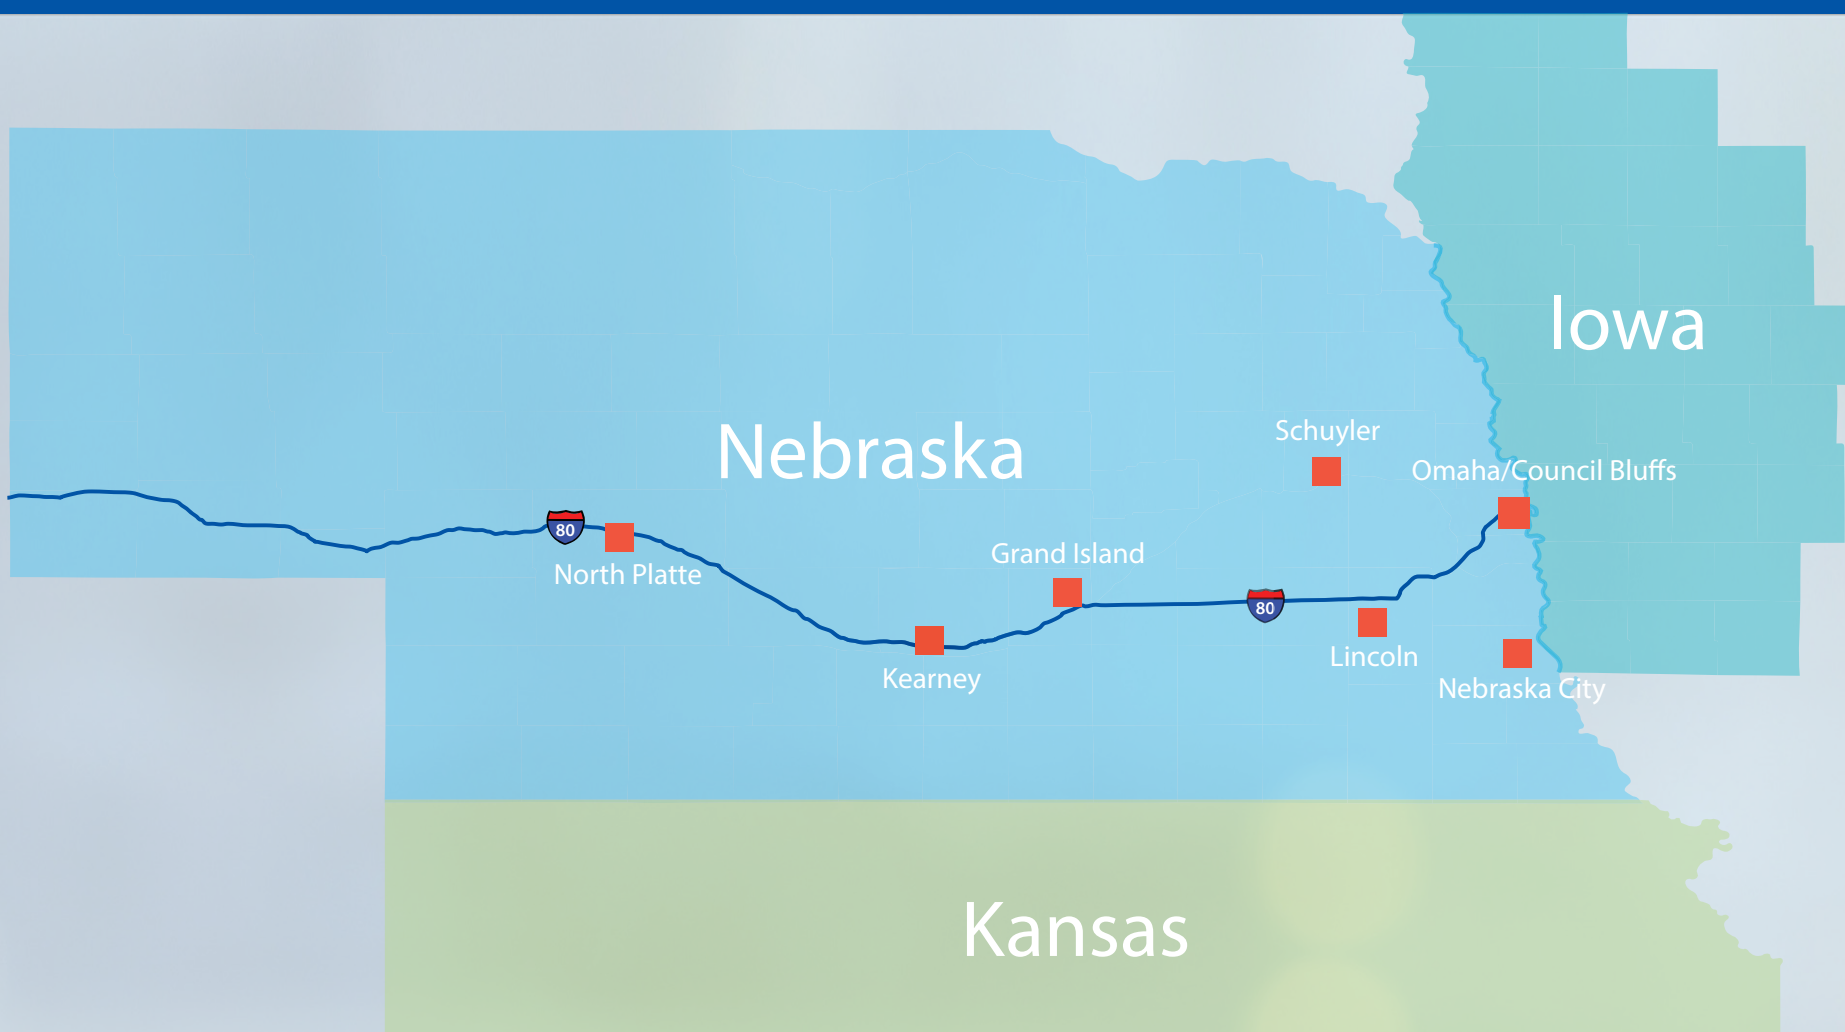 Iowa
Nebraska
Schuyler
Omaha/Council Bluffs
80
North Platte
Grand Island
80
Kearney
Lincoln
Nebraska City
Kansas